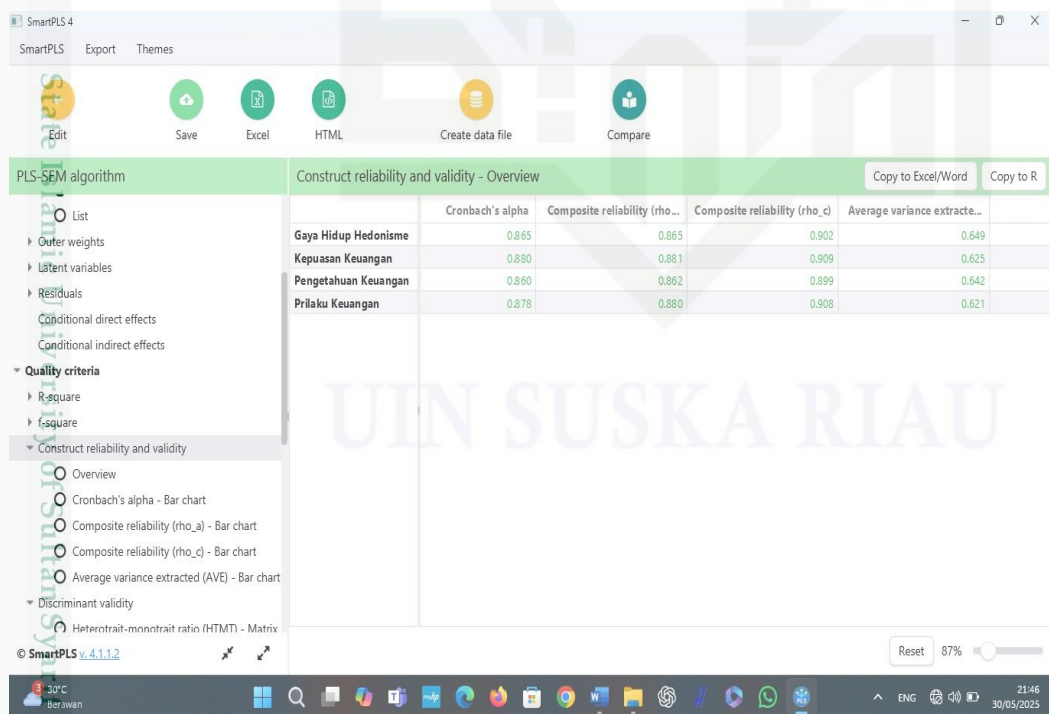 SmartPLS 4
SmartPLS Export Themes
Edit Save Excel HTML Create data file Compare
PLS-SEM algorithm
List
Outer weights
Latent variables
Residuals
Conditional direct effects
Conditional indirect effects
Quality criteria
R-square
f-square
Construct reliability and validity
Overview
Cronbach's alpha - Bar chart
Composite reliability (rho_a) - Bar chart
Composite reliability (rho_c) - Bar chart
Average variance extracted (AVE) - Bar chart
Discriminant validity
Heterotrait-monotrait ratio (HTMT) - Matrix
© SmartPLS v. 4.1.1.2
Construct reliability and validity - Overview
Copy to Excel/Word Copy to R
Cronbach's alpha Composite reliability (rho... Composite reliability (rho_c) Average variance extracte...
Gaya Hidup Hedonisme 0.865 0.865 0.902 0.649
Kepuasan Keuangan 0.880 0.881 0.909 0.625
Pengetahuan Keuangan 0.860 0.862 0.899 0.642
Prilaku Keuangan 0.878 0.880 0.908 0.621
UIN SUSKA RIAU
Reset 87%
3 30°C
Berawan
ENG 21:46
30/05/2025
State Islamic University of Sultan Sy